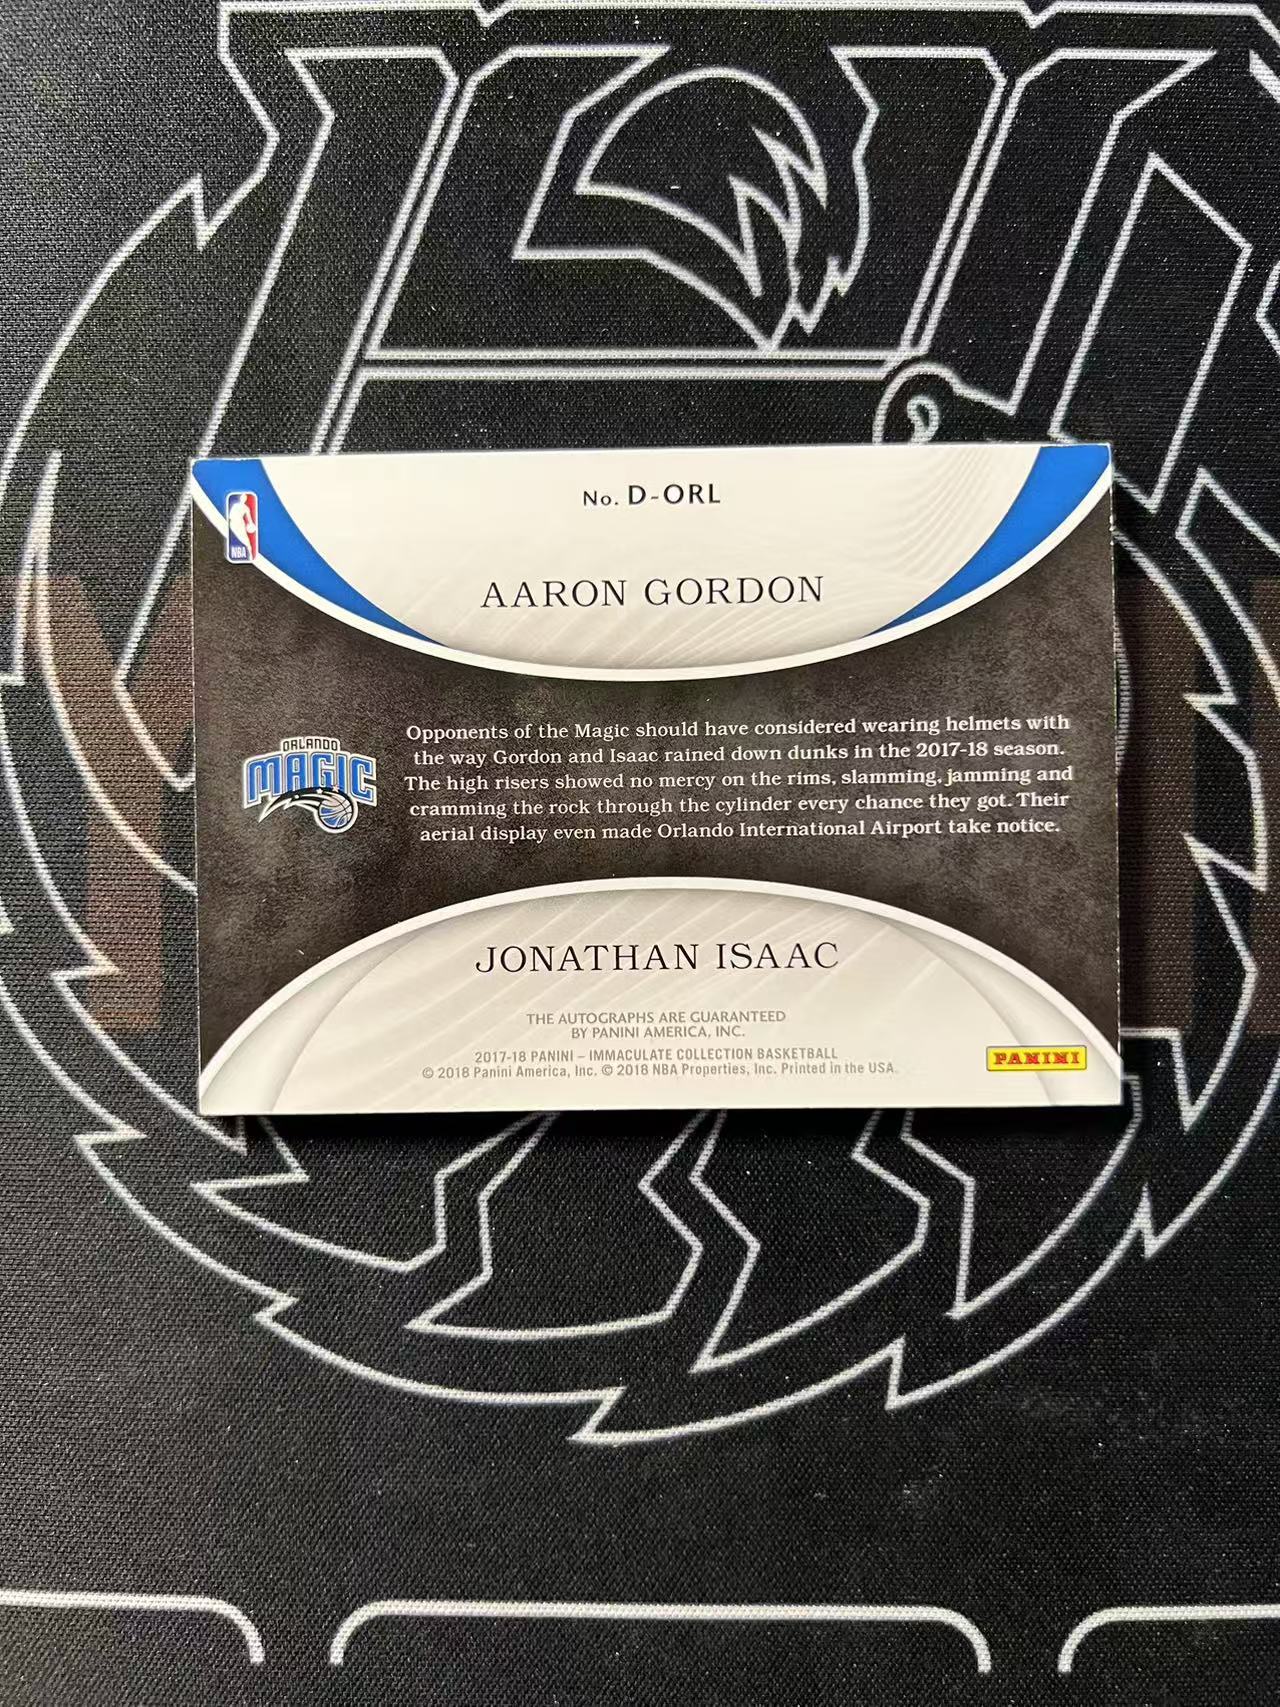 No. D-ORL
NBA
AARON GORDON
ORLANDO
MAGIC
Opponents of the Magic should have considered wearing helmets with
the way Gordon and Isaac rained down dunks in the 2017-18 season.
The high risers showed no mercy on the rims, slamming, jamming and
cramming the rock through the cylinder every chance they got. Their
aerial display even made Orlando International Airport take notice.
JONATHAN ISAAC
THE AUTOGRAPHS ARE GUARANTEED
BY PANINI AMERICA, INC.
2017-18 PANINI – IMMACULATE COLLECTION BASKETBALL
© 2018 Panini America, Inc. © 2018 NBA Properties, Inc. Printed in the USA.
PANINI